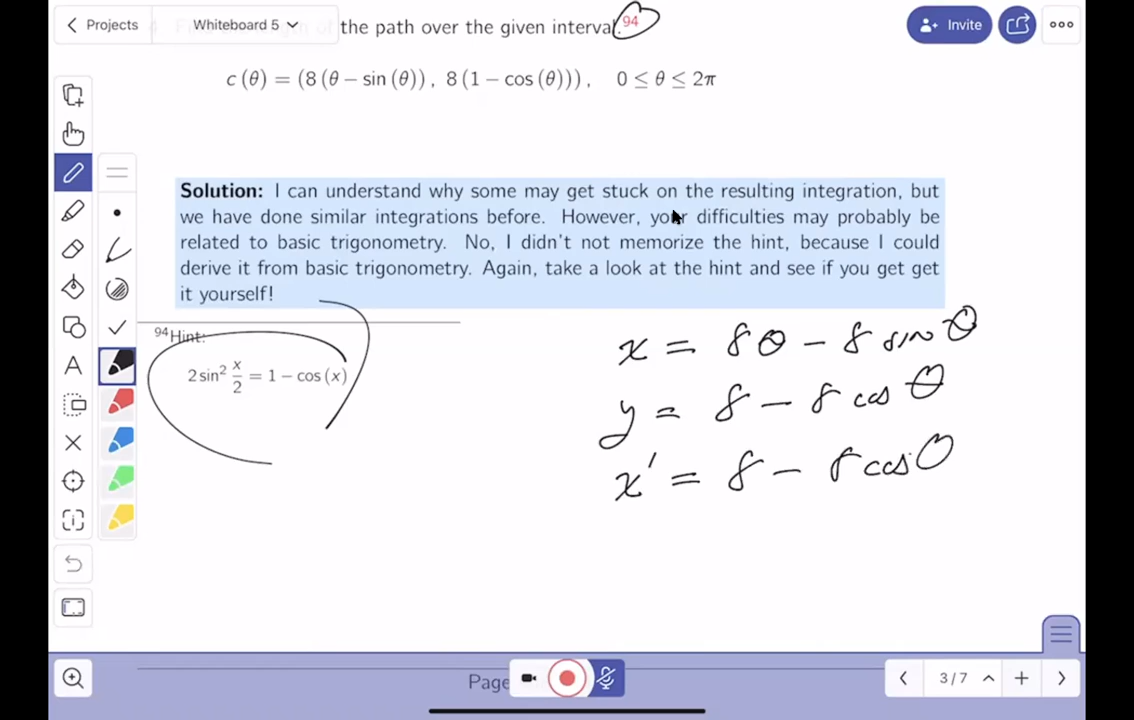 Projects
Whiteboard 5
the path over the given interval.94
Invite
c (θ) = (8 (θ − sin (θ)), 8 (1 − cos (θ))), 0 ≤ θ ≤ 2π
Solution: I can understand why some may get stuck on the resulting integration, but
we have done similar integrations before. However, your difficulties may probably be
related to basic trigonometry. No, I didn't not memorize the hint, because I could
derive it from basic trigonometry. Again, take a look at the hint and see if you get get
it yourself!
94Hint:
2 sin² x/2 = 1 − cos (x)
x = 8θ − 8 sin θ
y = 8 − 8 cos θ
x' = 8 − 8 cos θ
A
Page
3 / 7